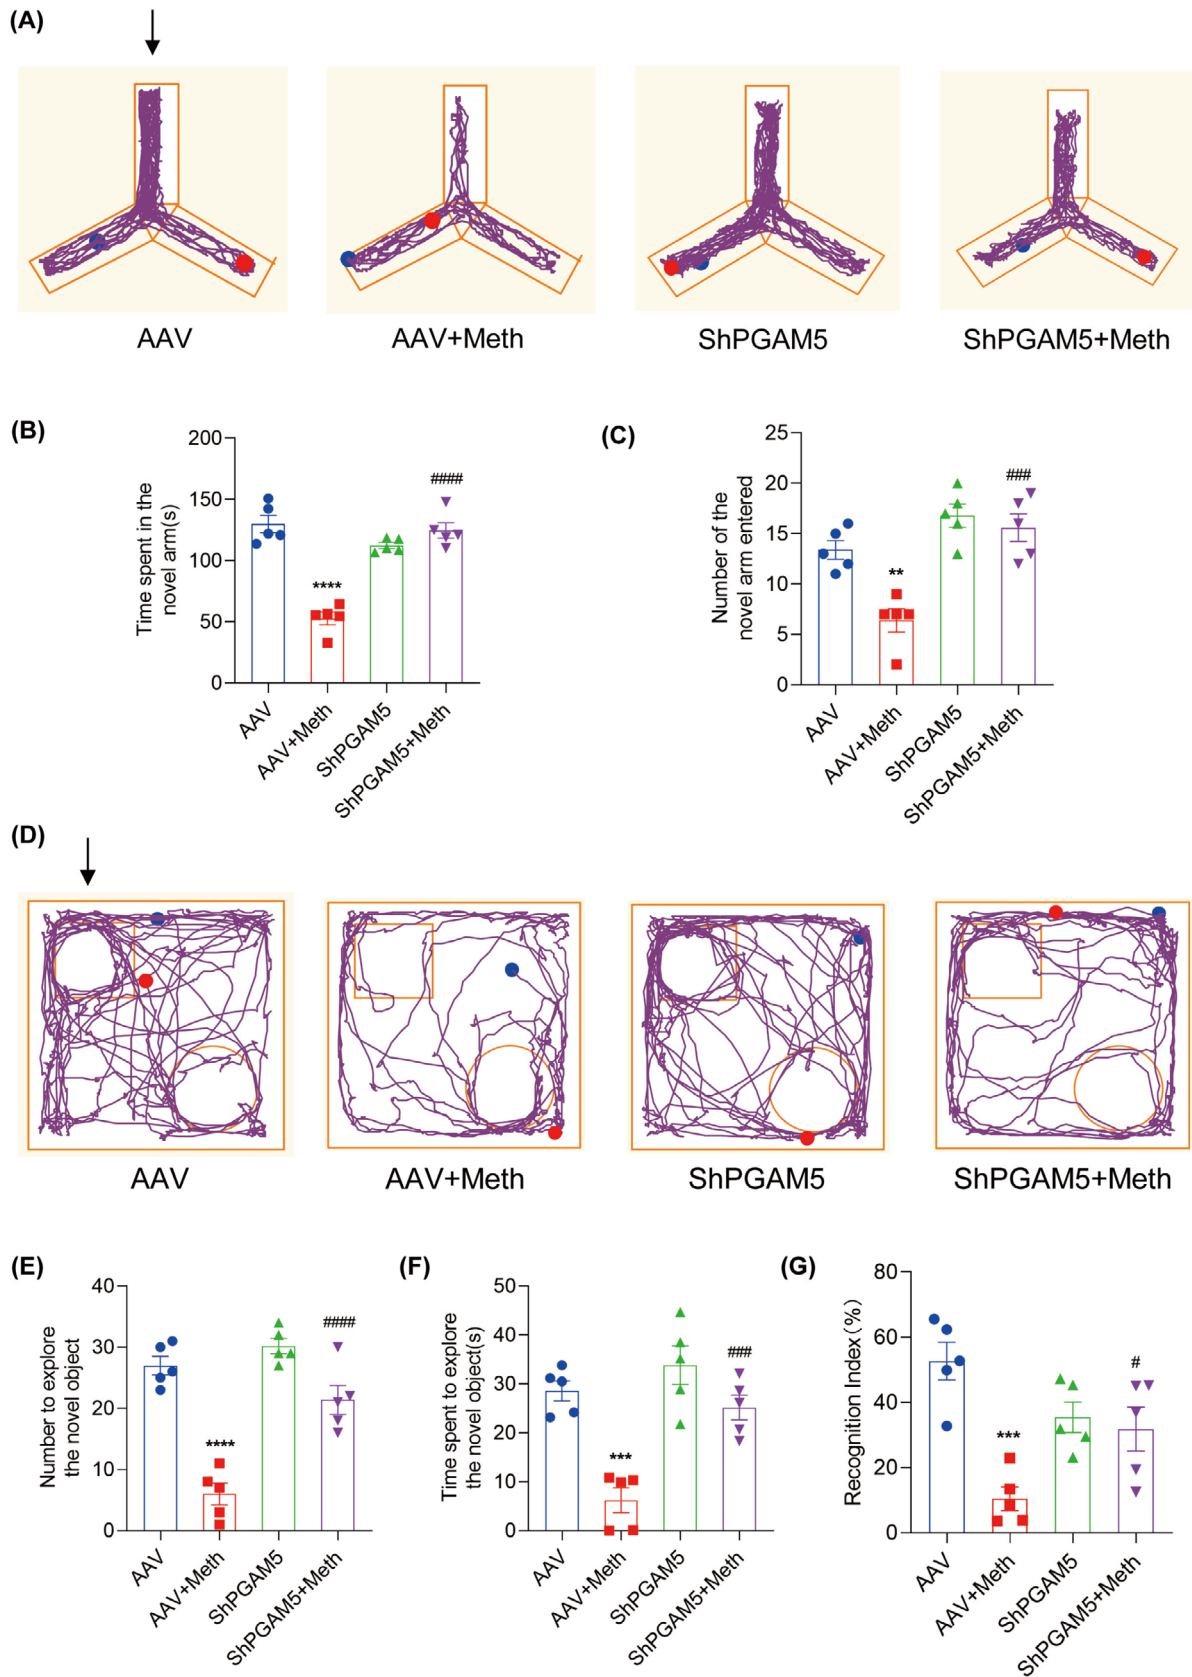 (A)
AAV
AAV+Meth
ShPGAM5
ShPGAM5+Meth
(B)
Time spent in the
novel arm(s)
200
150
100
50
0
****
####
AAV
AAV+Meth
ShPGAM5
ShPGAM5+Meth
(C)
Number of the
novel arm entered
25
20
15
10
5
0
**
###
AAV
AAV+Meth
ShPGAM5
ShPGAM5+Meth
(D)
AAV
AAV+Meth
ShPGAM5
ShPGAM5+Meth
(E)
Number to explore
the novel object
40
30
20
10
0
****
####
AAV
AAV+Meth
ShPGAM5
ShPGAM5+Meth
(F)
Time spent to explore
the novel object(s)
50
40
30
20
10
0
***
###
AAV
AAV+Meth
ShPGAM5
ShPGAM5+Meth
(G)
Recognition Index(%)
80
60
40
20
0
***
#
AAV
AAV+Meth
ShPGAM5
ShPGAM5+Meth